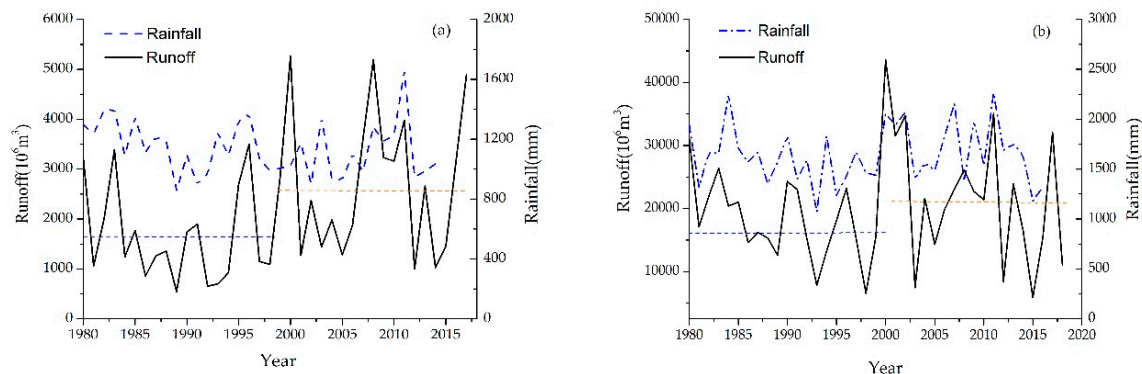 (a)
Rainfall
Runoff
6000
5000
4000
3000
2000
1000
0
Runoff(10⁶m³)
2000
1600
1200
800
400
0
Rainfall(mm)
1980 1985 1990 1995 2000 2005 2010 2015
Year
(b)
Rainfall
Runoff
50000
40000
30000
20000
10000
Runoff(10⁶m³)
3000
2500
2000
1500
1000
500
0
Rainfall(mm)
1980 1985 1990 1995 2000 2005 2010 2015 2020
Year